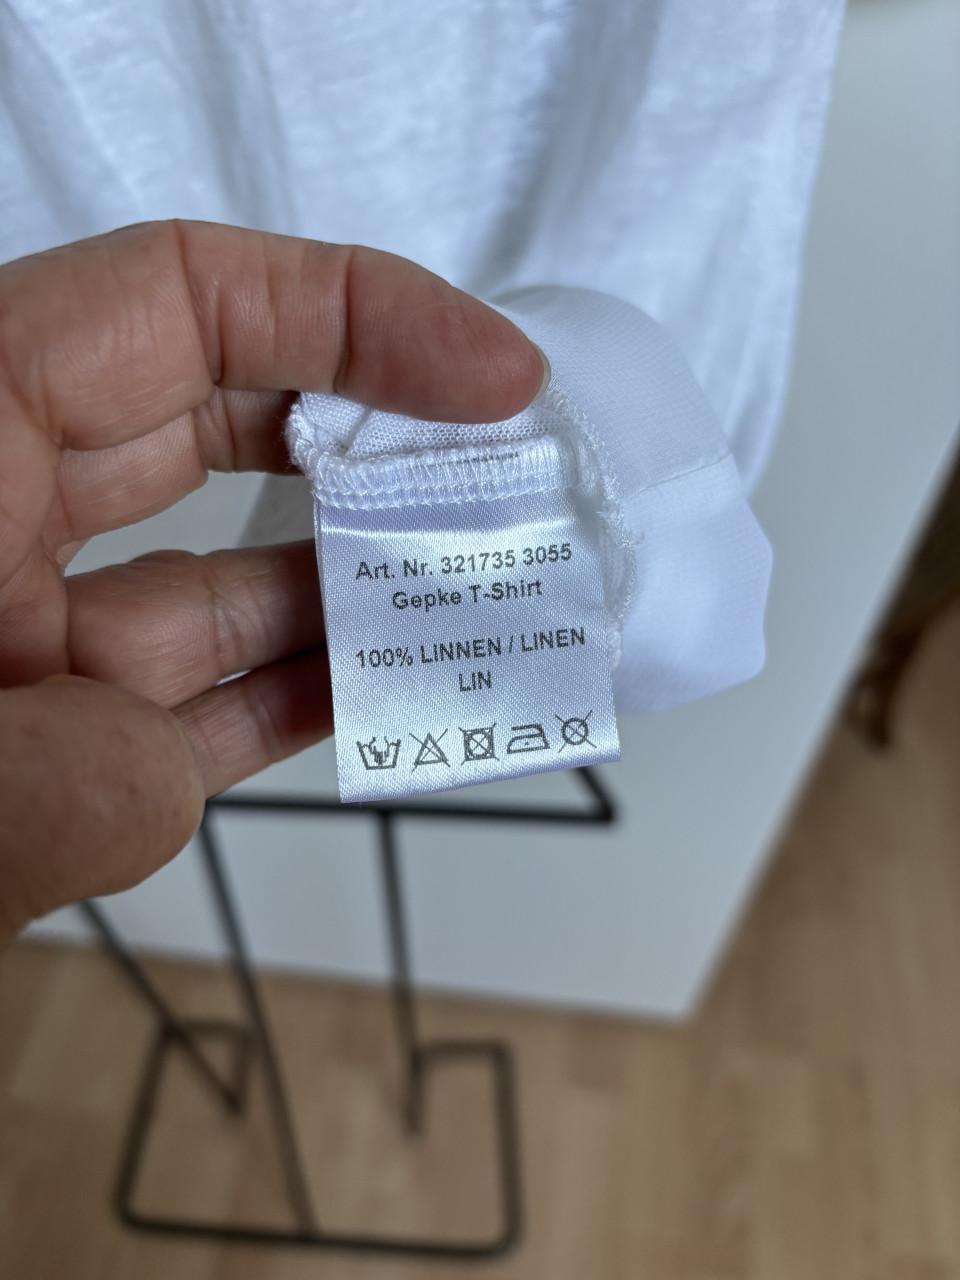 Art. Nr. 321735 3055
Gepke T-Shirt
100% LINNEN / LINEN
LIN